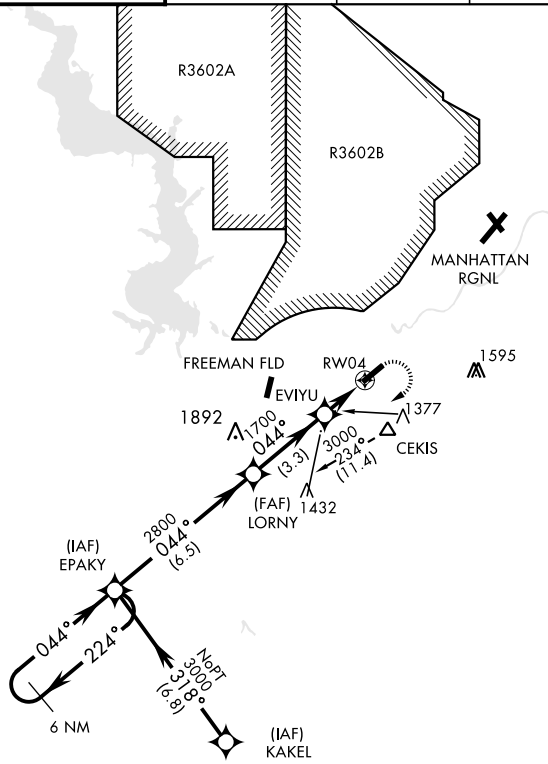 R3602A
R3602B
MANHATTAN
RGNL
FREEMAN FLD
RW04
1595
EVIYU
1377
1892
1700
044°
(3.3)
3000
234°
(11.4)
CEKIS
(FAF)
LORNY
1432
2800
044°
(6.5)
(IAF)
EPAKY
044°
224°
NoPT
3000
318°
(6.8)
6 NM
(IAF)
KAKEL